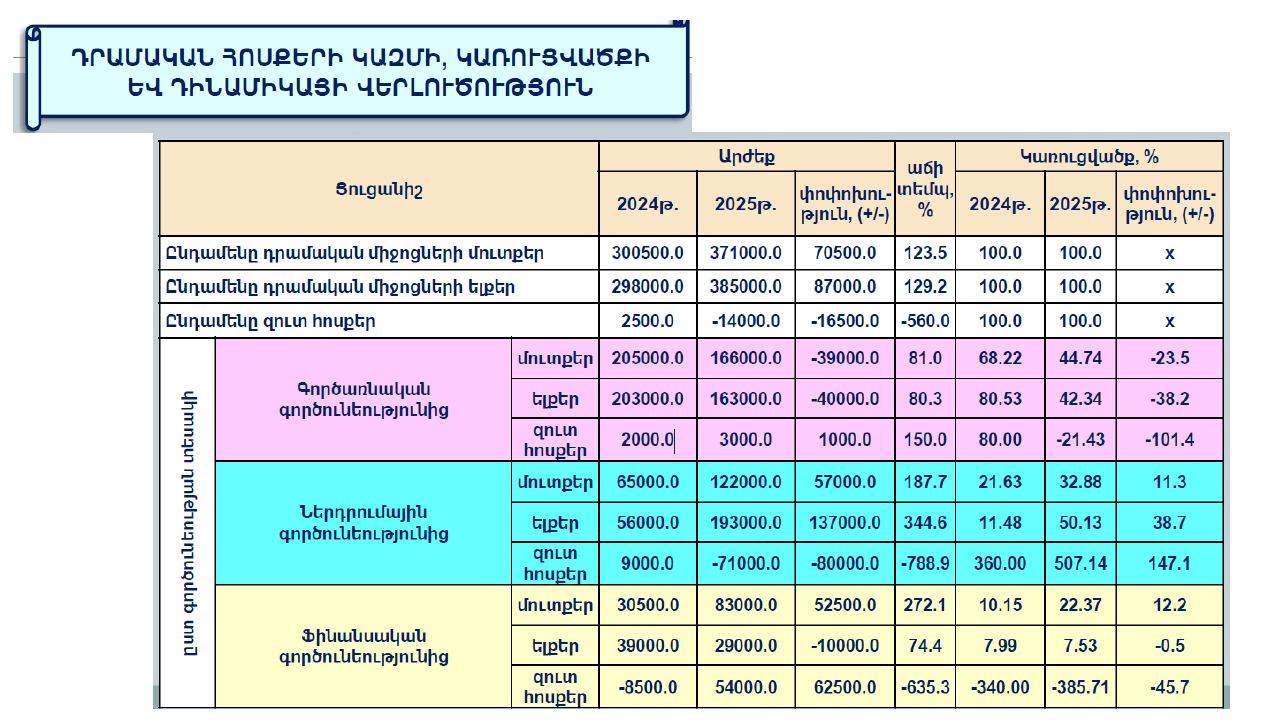 ԴՐԱՄԱԿԱՆ ՀՈՍՔԵՐԻ ԿԱԶՄԻ, ԿԱՌՈՒՑՎԱԾՔԻ
ԵՎ ԴԻՆԱՄԻԿԱՅԻ ՎԵՐԼՈՒԾՈՒԹՅՈՒՆ
Ցուցանիշ Արժեք աճի տեմպ, % Կառուցվածք, %
2024թ. 2025թ. փոփոխու-թյուն, (+/-) 2024թ. 2025թ. փոփոխու-թյուն, (+/-)
Ընդամենը դրամական միջոցների մուտքեր 300500.0 371000.0 70500.0 123.5 100.0 100.0 x
Ընդամենը դրամական միջոցների ելքեր 298000.0 385000.0 87000.0 129.2 100.0 100.0 x
Ընդամենը զուտ հոսքեր 2500.0 -14000.0 -16500.0 -560.0 100.0 100.0 x
ըստ գործունեության տեսակի
Գործառնական գործունեությունից
մուտքեր 205000.0 166000.0 -39000.0 81.0 68.22 44.74 -23.5
ելքեր 203000.0 163000.0 -40000.0 80.3 80.53 42.34 -38.2
զուտ հոսքեր 2000.0 3000.0 1000.0 150.0 80.00 -21.43 -101.4
Ներդրումային գործունեությունից
մուտքեր 65000.0 122000.0 57000.0 187.7 21.63 32.88 11.3
ելքեր 56000.0 193000.0 137000.0 344.6 11.48 50.13 38.7
զուտ հոսքեր 9000.0 -71000.0 -80000.0 -788.9 360.00 507.14 147.1
Ֆինանսական գործունեությունից
մուտքեր 30500.0 83000.0 52500.0 272.1 10.15 22.37 12.2
ելքեր 39000.0 29000.0 -10000.0 74.4 7.99 7.53 -0.5
զուտ հոսքեր -8500.0 54000.0 62500.0 -635.3 -340.00 -385.71 -45.7